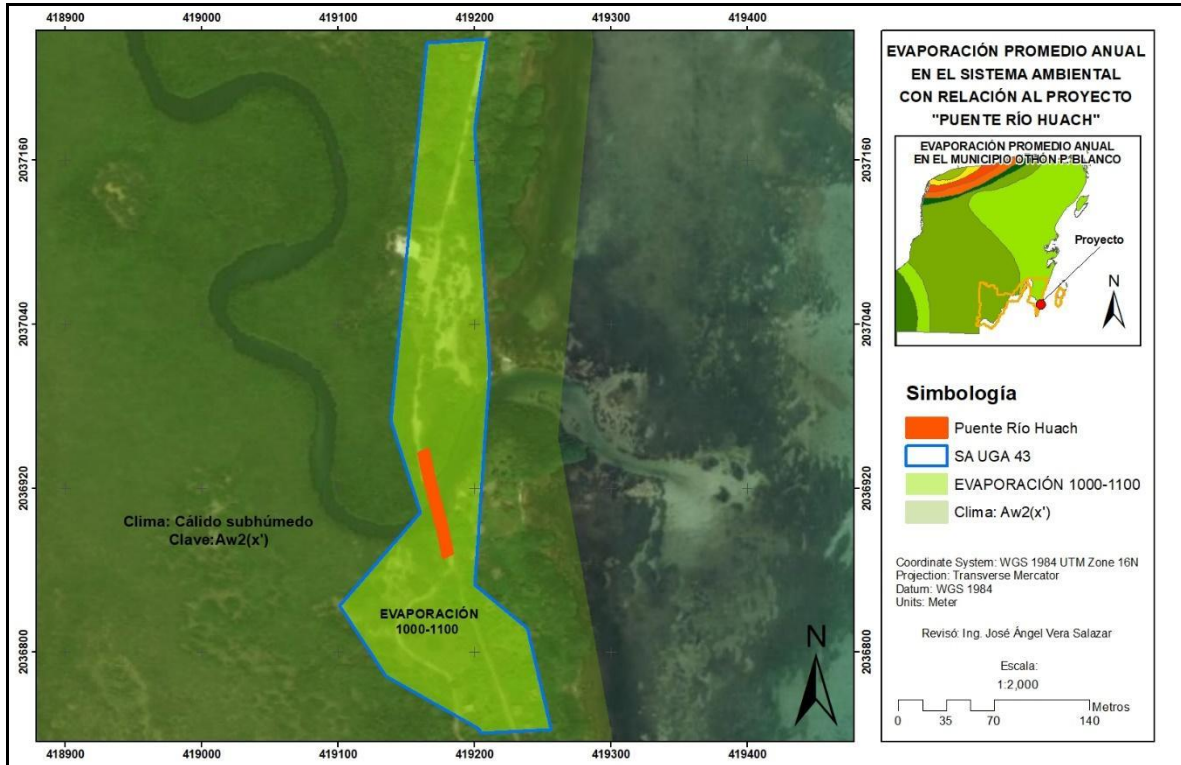 418900 419000 419100 419200 419300 419400
2037160
2037040
2036920
2036800
Clima: Cálido subhúmedo
Clave:Aw2(x')
EVAPORACIÓN
1000-1100
N
2037160
2037040
2036920
2036800
418900 419000 419100 419200 419300 419400
EVAPORACIÓN PROMEDIO ANUAL
EN EL SISTEMA AMBIENTAL
CON RELACIÓN AL PROYECTO
"PUENTE RÍO HUACH"
EVAPORACIÓN PROMEDIO ANUAL
EN EL MUNICIPIO OTHÓN P. BLANCO
Proyecto
N
Simbología
Puente Río Huach
SA UGA 43
EVAPORACIÓN 1000-1100
Clima: Aw2(x')
Coordinate System: WGS 1984 UTM Zone 16N
Projection: Transverse Mercator
Datum: WGS 1984
Units: Meter
Revisó: Ing. José Ángel Vera Salazar
Escala:
1:2,000
Metros
0 35 70 140